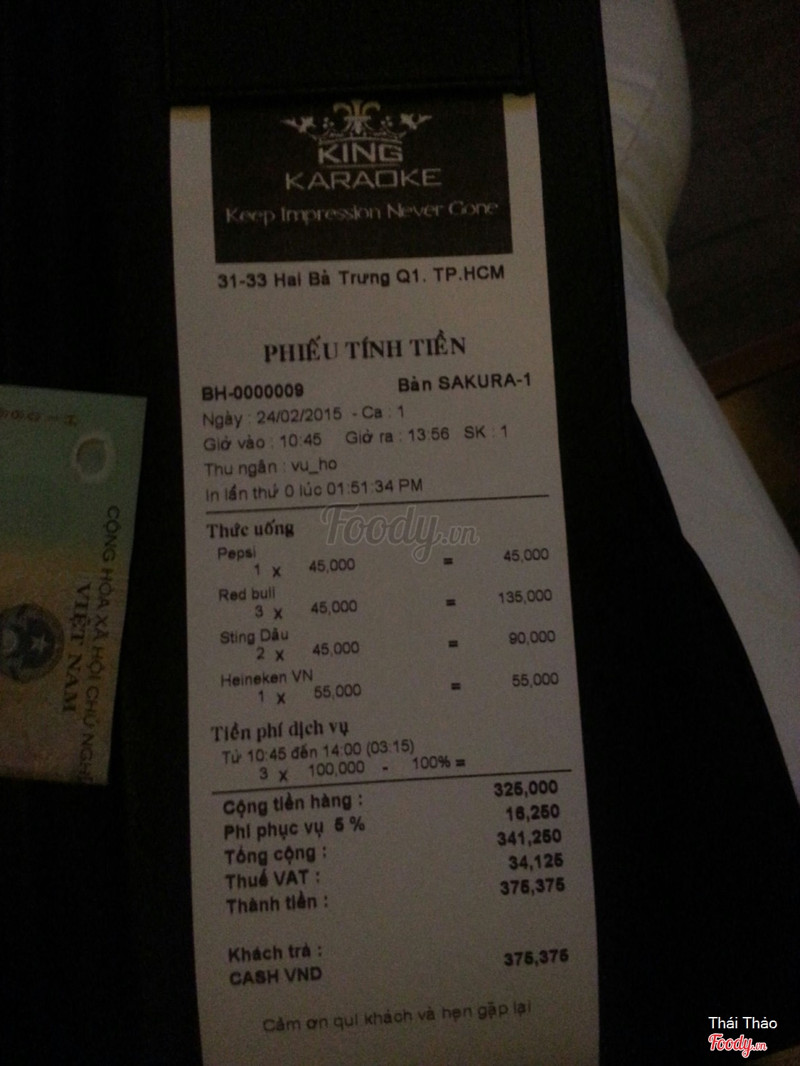 KING
KARAOKE
Keep Impression Never Gone
31-33 Hai Bà Trưng Q1. TP.HCM
PHIẾU TÍNH TIỀN
BH-0000009 Bàn SAKURA-1
Ngày : 24/02/2015 - Ca : 1
Giờ vào : 10:45 Giờ ra : 13:56 SK : 1
Thu ngân : vu_ho
In lần thứ 0 lúc 01:51:34 PM
Foody.vn
Thức uống
Pepsi
1 x 45,000 = 45,000
Red bull
3 x 45,000 = 135,000
Sting Dâu
2 x 45,000 = 90,000
Heineken VN
1 x 55,000 = 55,000
Tiền phí dịch vụ
Từ 10:45 đến 14:00 (03:15)
3 x 100,000 - 100% =
Cộng tiền hàng : 325,000
Phí phục vụ 5 % 16,250
Tổng cộng : 341,250
Thuế VAT : 34,125
Thành tiền : 375,375
Khách trả :
CASH VND 375,375
Cảm ơn quí khách và hẹn gặp lại
CỘNG HÒA XÃ HỘI CHỦ NGHĨ
VIỆT NAM
Thái Thảo
Foody.vn